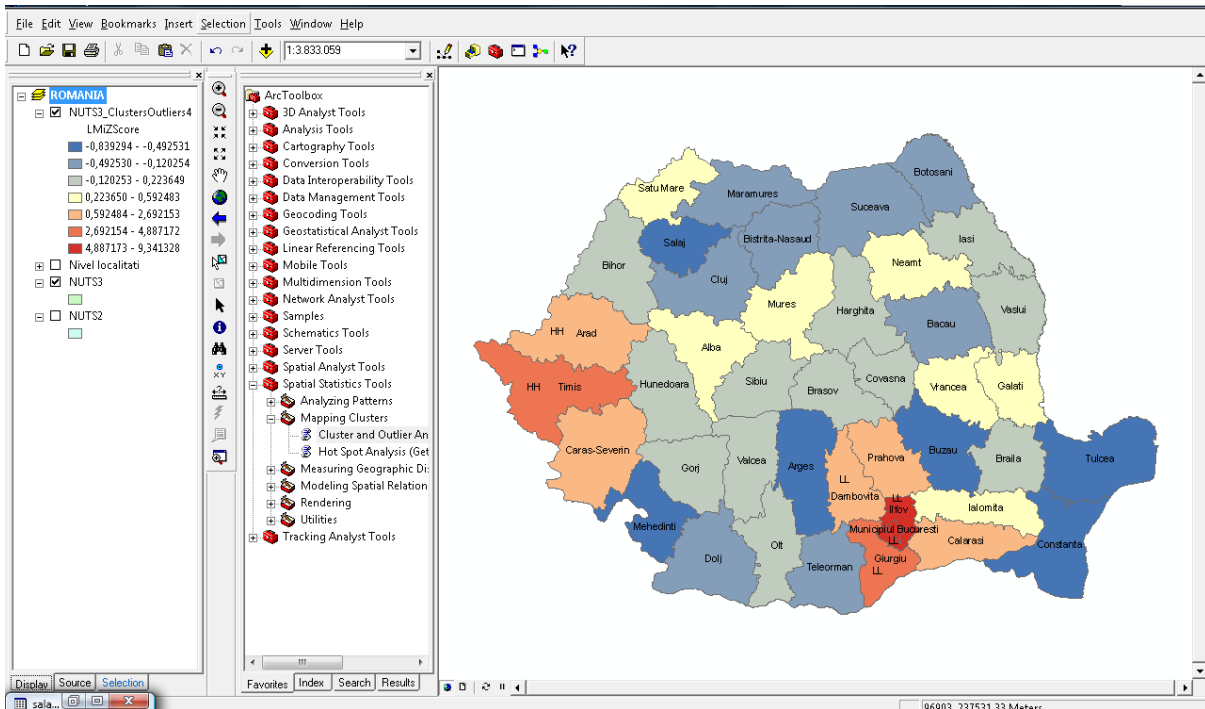 File Edit View Bookmarks Insert Selection Tools Window Help
1:3.833.059
ROMANIA
NUTS3_ClustersOutliers4
LMiZScore
-0,839294 - -0,492531
-0,492530 - -0,120254
-0,120253 - 0,223649
0,223650 - 0,592483
0,592484 - 2,692153
2,692154 - 4,887172
4,887173 - 9,341328
Nivel localitati
NUTS3
NUTS2
Display Source Selection
ArcToolbox
3D Analyst Tools
Analysis Tools
Cartography Tools
Conversion Tools
Data Interoperability Tools
Data Management Tools
Geocoding Tools
Geostatistical Analyst Tools
Linear Referencing Tools
Mobile Tools
Multidimension Tools
Network Analyst Tools
Samples
Schematics Tools
Server Tools
Spatial Analyst Tools
Spatial Statistics Tools
Analyzing Patterns
Mapping Clusters
Cluster and Outlier An
Hot Spot Analysis (Get
Measuring Geographic Di
Modeling Spatial Relation
Rendering
Utilities
Tracking Analyst Tools
Favorites Index Search Results
Botosani
Satu Mare
Maramures
Suceava
Salaj
Bistrita-Nasaud
Iasi
Bihor
Cluj
Neamt
Mures
Harghita
Vaslui
HH Arad
Bacau
Alba
HH Timis
Hunedoara
Sibiu
Brasov
Covasna
Vrancea
Galati
Caras-Severin
Gorj
Valcea
Arges
Prahova
Buzau
Braila
Tulcea
LL
Dambovita
LL
Ilfov
Ialomita
Mehedinti
Municipiul Bucuresti
LL
Calarasi
Constanta
Olt
Dolj
Teleorman
Giurgiu
LL
sala...
96903 237531,33 Meters